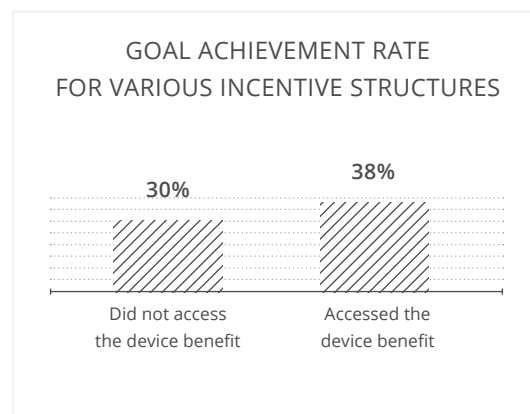 GOAL ACHIEVEMENT RATE
FOR VARIOUS INCENTIVE STRUCTURES
30%
38%
Did not access
the device benefit
Accessed the
device benefit